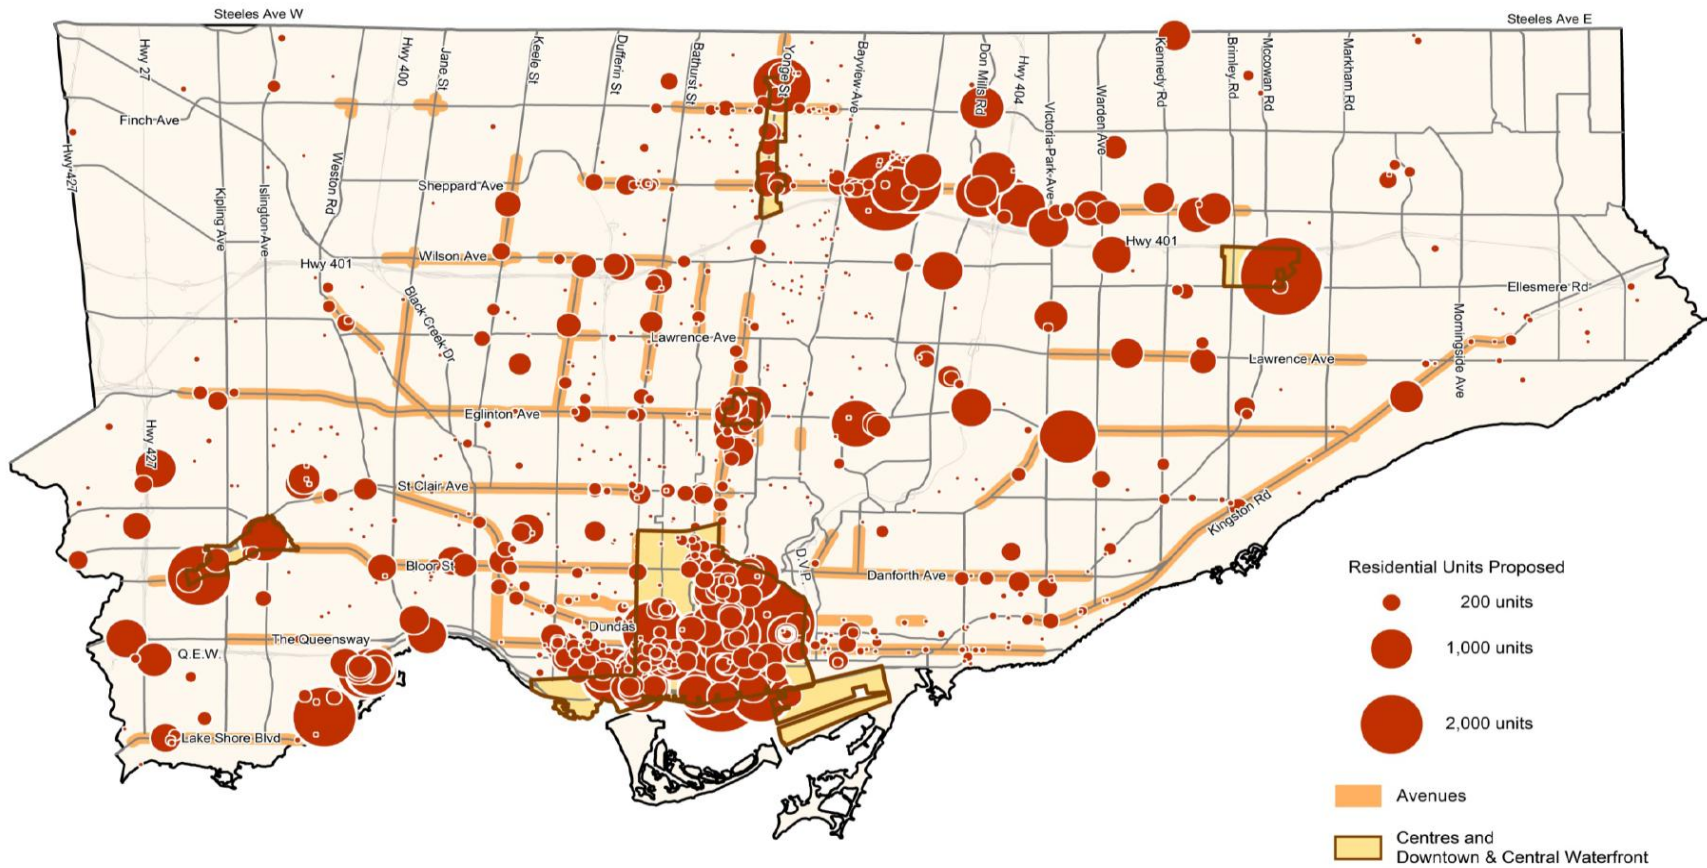 Steeles Ave W
Steeles Ave E
Hwy 27
Hwy 400
Jane St
Keele St
Dufferin St
Bathurst St
Yonge St
Bayview Ave
Don Mills Rd
Hwy 404
Victoria Park Ave
Warden Ave
Kennedy Rd
Brimley Rd
Mccowan Rd
Markham Rd
Finch Ave
Hwy 427
Weston Rd
Sheppard Ave
Kipling Ave
Islington Ave
Hwy 401
Wilson Ave
Hwy 401
Black Creek Dr
Ellesmere Rd
Morningside Ave
Lawrence Ave
Lawrence Ave
Eglinton Ave
Hwy 427
St Clair Ave
Kingston Rd
Bloor St
D.V.P.
Danforth Ave
Dundas
The Queensway
Q.E.W.
Lake Shore Blvd
Residential Units Proposed
200 units
1,000 units
2,000 units
Avenues
Centres and
Downtown & Central Waterfront